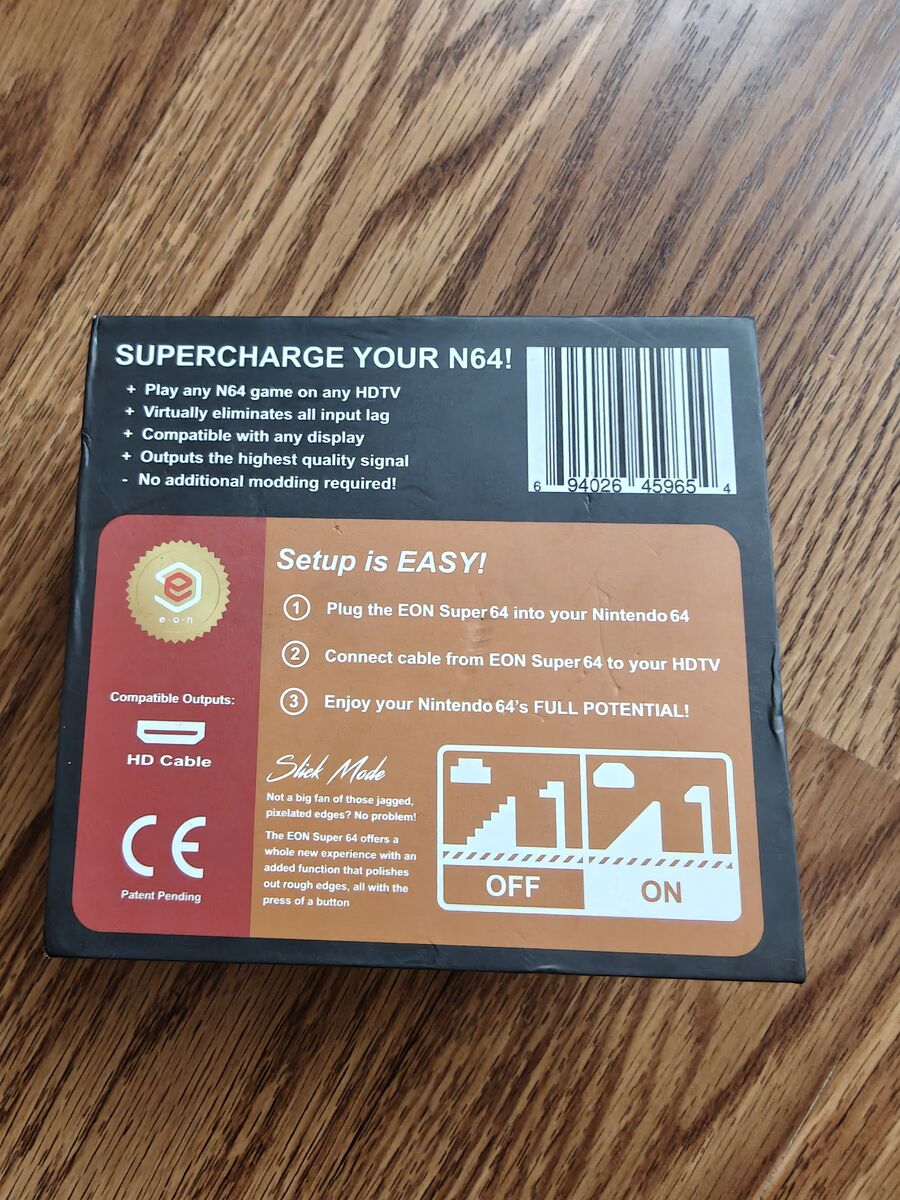 SUPERCHARGE YOUR N64!
+ Play any N64 game on any HDTV
+ Virtually eliminates all input lag
+ Compatible with any display
+ Outputs the highest quality signal
- No additional modding required!
6 94026 45965 4
e·o·n
Compatible Outputs:
HD Cable
CE
Patent Pending
Setup is EASY!
1 Plug the EON Super 64 into your Nintendo 64
2 Connect cable from EON Super 64 to your HDTV
3 Enjoy your Nintendo 64's FULL POTENTIAL!
Slick Mode
Not a big fan of those jagged,
pixelated edges? No problem!
The EON Super 64 offers a
whole new experience with an
added function that polishes
out rough edges, all with the
press of a button
1 1
OFF ON